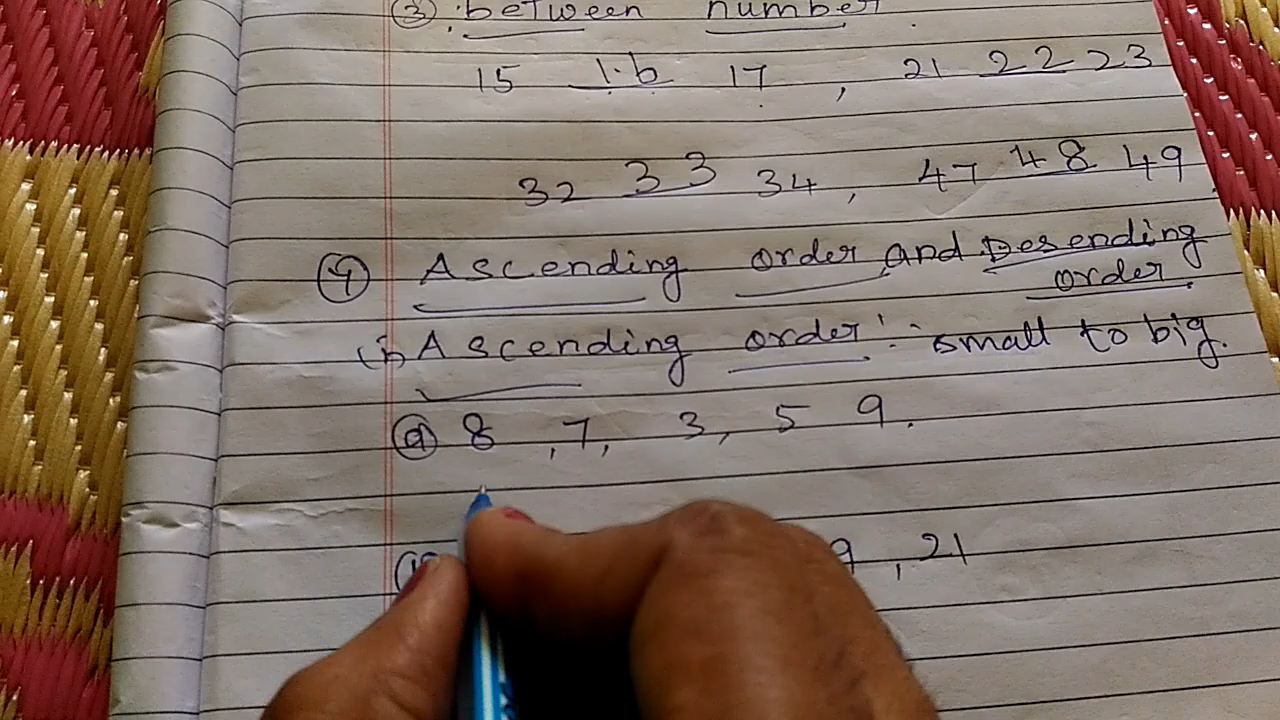 ③ between number
15 16 17 , 21 22 23
32 33 34 , 47 48 49
④ Ascending order and Desending
order
(i) Ascending order :- small to big.
ⓐ 8 , 7, 3, 5 9.
9 , 21